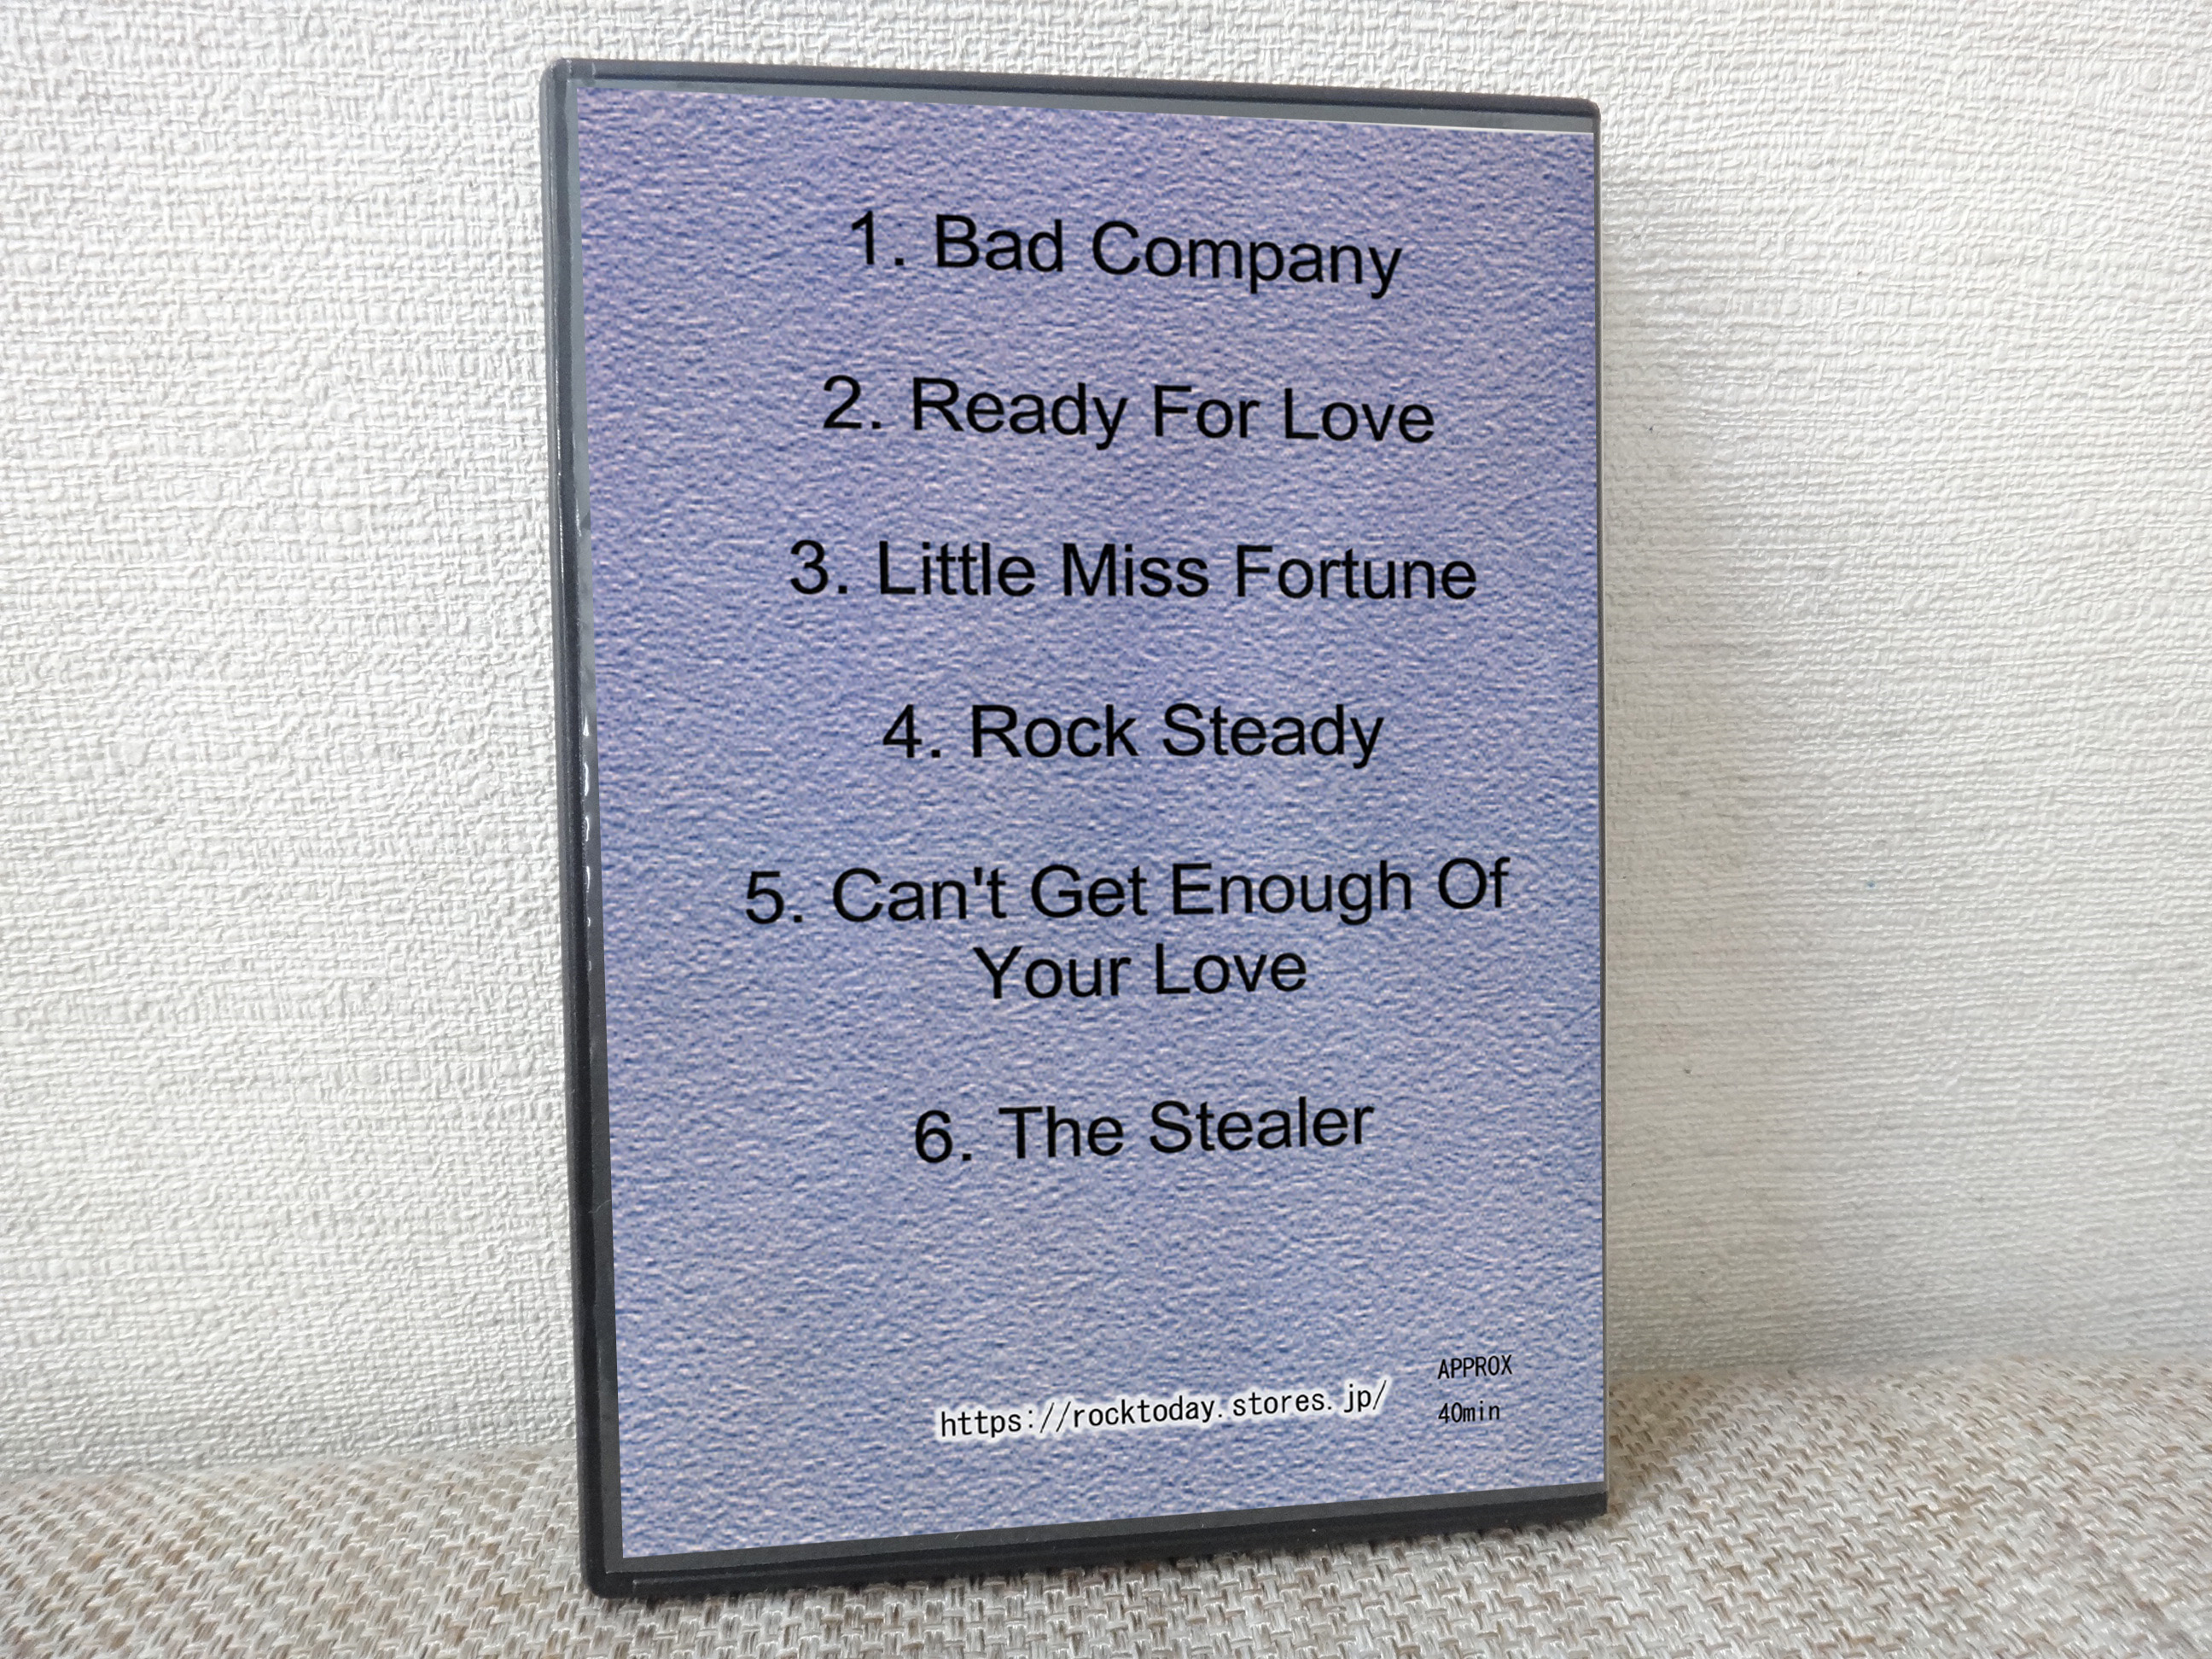 1. Bad Company
2. Ready For Love
3. Little Miss Fortune
4. Rock Steady
5. Can't Get Enough Of
Your Love
6. The Stealer
https://rocktoday.stores.jp/
APPROX
40min